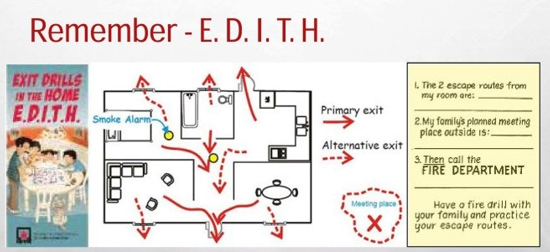 Remember - E. D. I. T. H.
EXIT DRILLS
IN THE HOME
E.D.I.T.H.
Smoke Alarm
Primary exit
Alternative exit
Meeting place
X
1. The 2 escape routes from
my room are:
2. My family's planned meeting
place outside is:
3. Then call the
FIRE DEPARTMENT
Have a fire drill with
your family and practice
your escape routes.